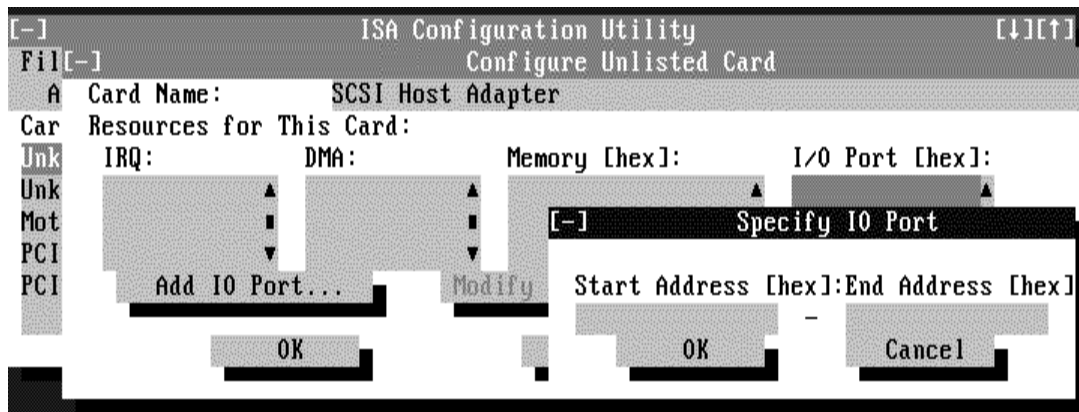 [-] ISA Configuration Utility [↓][↑]
Fil[-] Configure Unlisted Card
A Card Name: SCSI Host Adapter
Car Resources for This Card:
Unk IRQ: DMA: Memory [hex]: I/O Port [hex]:
Unk
Mot [-] Specify IO Port
PCI
PCI Add IO Port... Modify Start Address [hex]: End Address [hex]
OK OK Cancel